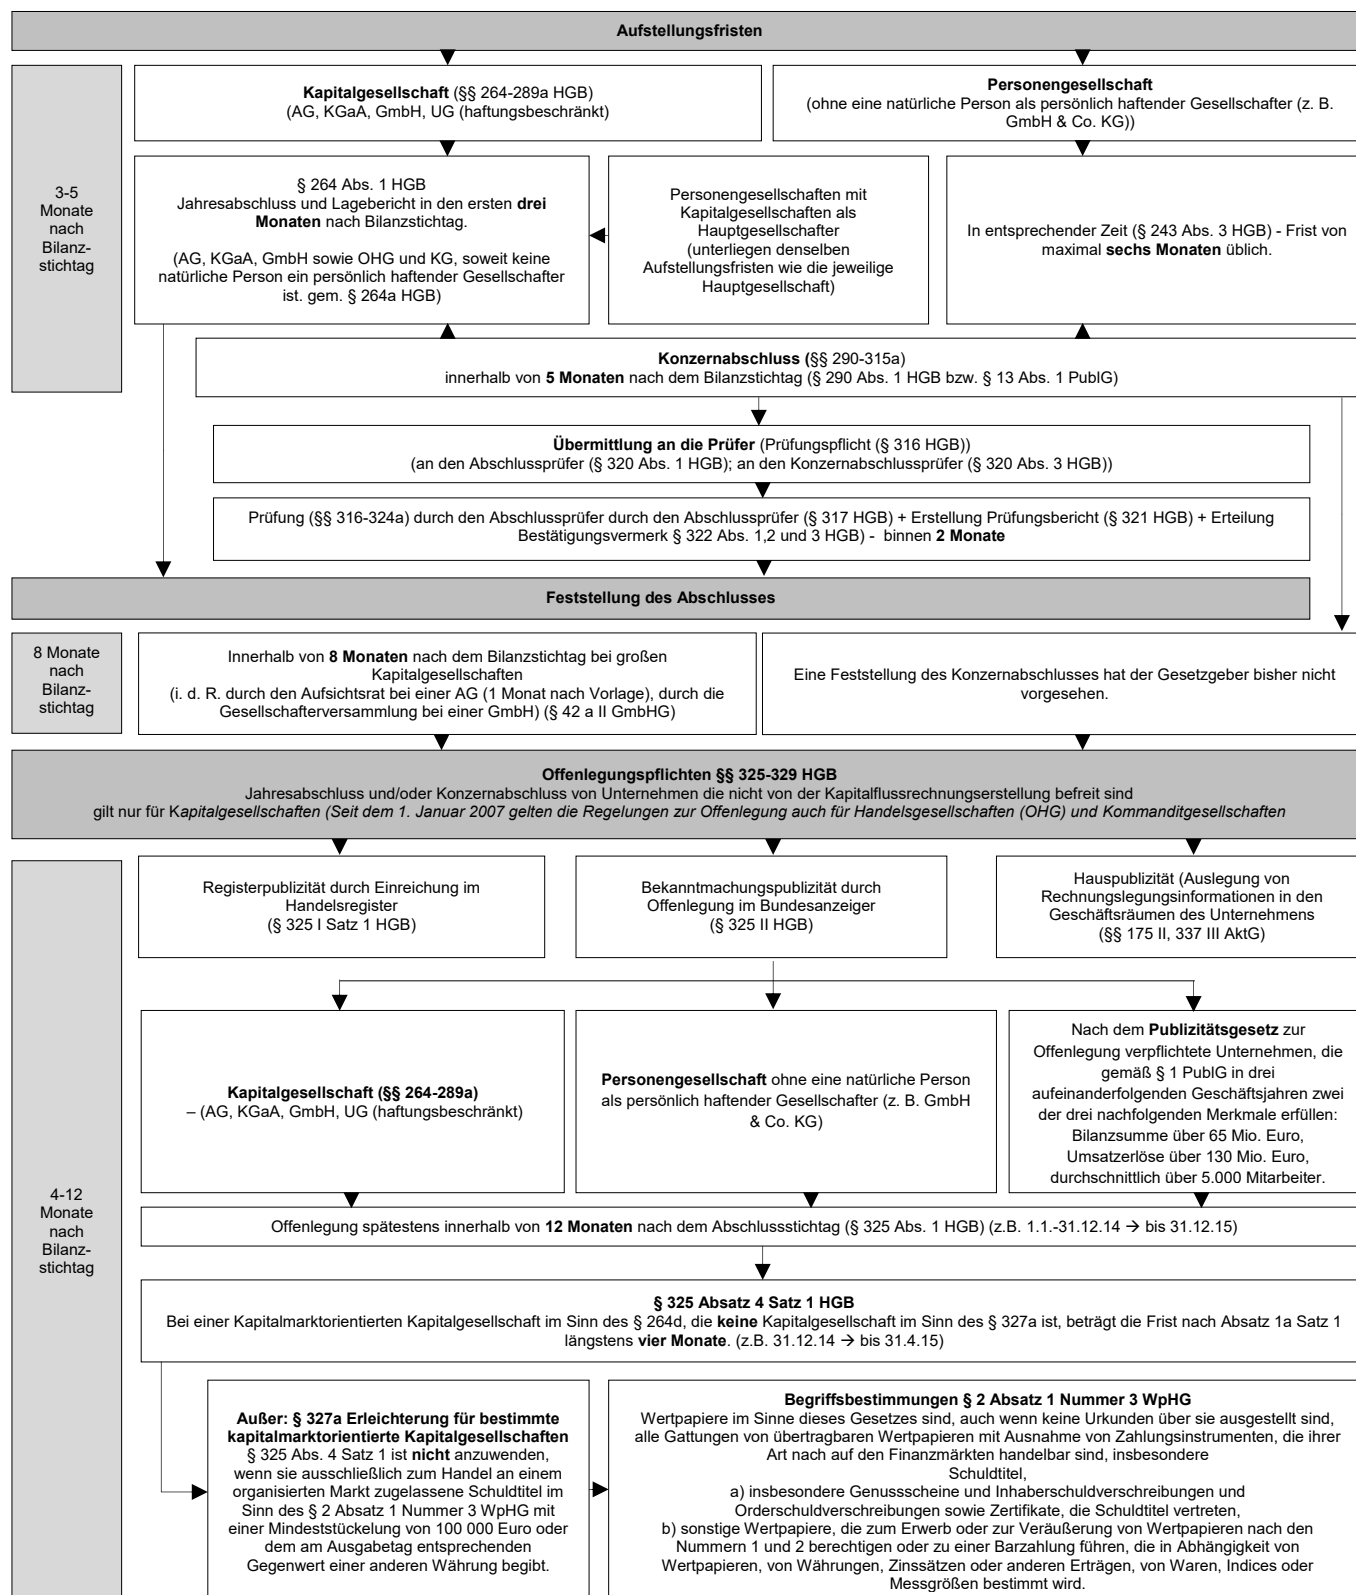 Aufstellungsfristen
3-5
Monate
nach
Bilanz-
stichtag
Kapitalgesellschaft (§§ 264-289a HGB)
(AG, KGaA, GmbH, UG (haftungsbeschränkt)
Personengesellschaft
(ohne eine natürliche Person als persönlich haftender Gesellschafter (z. B.
GmbH & Co. KG))
§ 264 Abs. 1 HGB
Jahresabschluss und Lagebericht in den ersten drei
Monaten nach Bilanzstichtag.
(AG, KGaA, GmbH sowie OHG und KG, soweit keine
natürliche Person ein persönlich haftender Gesellschafter
ist. gem. § 264a HGB)
Personengesellschaften mit
Kapitalgesellschaften als
Hauptgesellschafter
(unterliegen denselben
Aufstellungsfristen wie die jeweilige
Hauptgesellschaft)
In entsprechender Zeit (§ 243 Abs. 3 HGB) - Frist von
maximal sechs Monaten üblich.
Konzernabschluss (§§ 290-315a)
innerhalb von 5 Monaten nach dem Bilanzstichtag (§ 290 Abs. 1 HGB bzw. § 13 Abs. 1 PublG)
Übermittlung an die Prüfer (Prüfungspflicht (§ 316 HGB))
(an den Abschlussprüfer (§ 320 Abs. 1 HGB); an den Konzernabschlussprüfer (§ 320 Abs. 3 HGB))
Prüfung (§§ 316-324a) durch den Abschlussprüfer durch den Abschlussprüfer (§ 317 HGB) + Erstellung Prüfungsbericht (§ 321 HGB) + Erteilung
Bestätigungsvermerk § 322 Abs. 1,2 und 3 HGB) - binnen 2 Monate
Feststellung des Abschlusses
8 Monate
nach
Bilanz-
stichtag
Innerhalb von 8 Monaten nach dem Bilanzstichtag bei großen
Kapitalgesellschaften
(i. d. R. durch den Aufsichtsrat bei einer AG (1 Monat nach Vorlage), durch die
Gesellschafterversammlung bei einer GmbH) (§ 42 a II GmbHG)
Eine Feststellung des Konzernabschlusses hat der Gesetzgeber bisher nicht
vorgesehen.
Offenlegungspflichten §§ 325-329 HGB
Jahresabschluss und/oder Konzernabschluss von Unternehmen die nicht von der Kapitalflussrechnungserstellung befreit sind
gilt nur für Kapitalgesellschaften (Seit dem 1. Januar 2007 gelten die Regelungen zur Offenlegung auch für Handelsgesellschaften (OHG) und Kommanditgesellschaften
4-12
Monate
nach
Bilanz-
stichtag
Registerpublizität durch Einreichung im
Handelsregister
(§ 325 I Satz 1 HGB)
Bekanntmachungspublizität durch
Offenlegung im Bundesanzeiger
(§ 325 II HGB)
Hauspublizität (Auslegung von
Rechnungslegungsinformationen in den
Geschäftsräumen des Unternehmens
(§§ 175 II, 337 III AktG)
Kapitalgesellschaft (§§ 264-289a)
– (AG, KGaA, GmbH, UG (haftungsbeschränkt)
Personengesellschaft ohne eine natürliche Person
als persönlich haftender Gesellschafter (z. B. GmbH
& Co. KG)
Nach dem Publizitätsgesetz zur
Offenlegung verpflichtete Unternehmen, die
gemäß § 1 PublG in drei
aufeinanderfolgenden Geschäftsjahren zwei
der drei nachfolgenden Merkmale erfüllen:
Bilanzsumme über 65 Mio. Euro,
Umsatzerlöse über 130 Mio. Euro,
durchschnittlich über 5.000 Mitarbeiter.
Offenlegung spätestens innerhalb von 12 Monaten nach dem Abschlussstichtag (§ 325 Abs. 1 HGB) (z.B. 1.1.-31.12.14 → bis 31.12.15)
§ 325 Absatz 4 Satz 1 HGB
Bei einer Kapitalmarktorientierten Kapitalgesellschaft im Sinn des § 264d, die keine Kapitalgesellschaft im Sinn des § 327a ist, beträgt die Frist nach Absatz 1a Satz 1
längstens vier Monate. (z.B. 31.12.14 → bis 31.4.15)
Außer: § 327a Erleichterung für bestimmte
kapitalmarktorientierte Kapitalgesellschaften
§ 325 Abs. 4 Satz 1 ist nicht anzuwenden,
wenn sie ausschließlich zum Handel an einem
organisierten Markt zugelassene Schuldtitel im
Sinn des § 2 Absatz 1 Nummer 3 WpHG mit
einer Mindeststückelung von 100 000 Euro oder
dem am Ausgabetag entsprechenden
Gegenwert einer anderen Währung begibt.
Begriffsbestimmungen § 2 Absatz 1 Nummer 3 WpHG
Wertpapiere im Sinne dieses Gesetzes sind, auch wenn keine Urkunden über sie ausgestellt sind,
alle Gattungen von übertragbaren Wertpapieren mit Ausnahme von Zahlungsinstrumenten, die ihrer
Art nach auf den Finanzmärkten handelbar sind, insbesondere
Schuldtitel,
a) insbesondere Genussscheine und Inhaberschuldverschreibungen und
Orderschuldverschreibungen sowie Zertifikate, die Schuldtitel vertreten,
b) sonstige Wertpapiere, die zum Erwerb oder zur Veräußerung von Wertpapieren nach den
Nummern 1 und 2 berechtigen oder zu einer Barzahlung führen, die in Abhängigkeit von
Wertpapieren, von Währungen, Zinssätzen oder anderen Erträgen, von Waren, Indices oder
Messgrößen bestimmt wird.